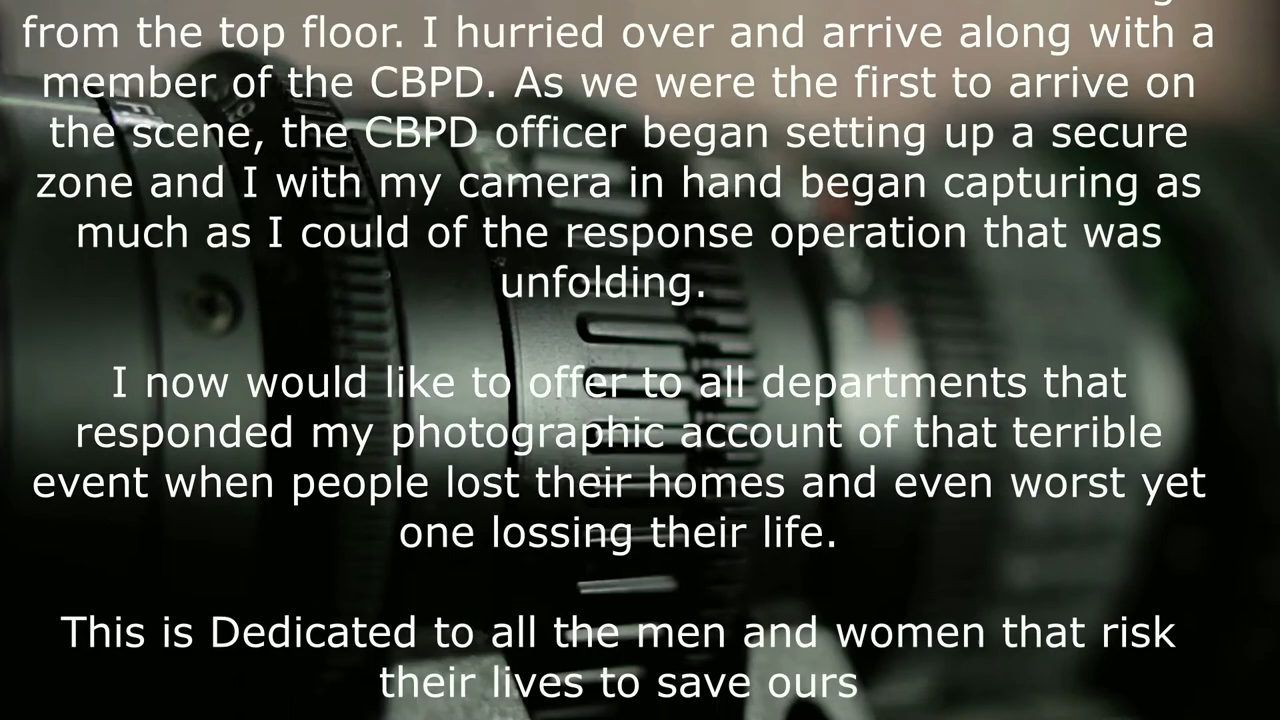 from the top floor. I hurried over and arrive along with a
member of the CBPD. As we were the first to arrive on
the scene, the CBPD officer began setting up a secure
zone and I with my camera in hand began capturing as
much as I could of the response operation that was
unfolding.
I now would like to offer to all departments that
responded my photographic account of that terrible
event when people lost their homes and even worst yet
one lossing their life.
This is Dedicated to all the men and women that risk
their lives to save ours